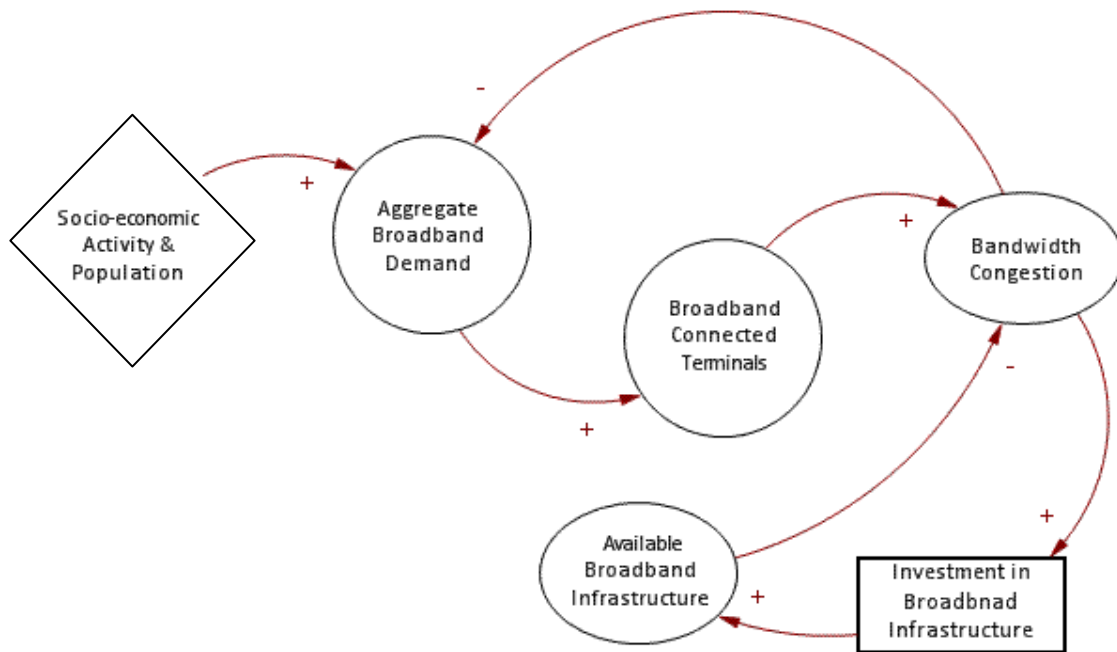 -
Socio-economic
Activity &
Population
+
Aggregate
Broadband
Demand
+
Broadband
Connected
Terminals
+
Bandwidth
Congestion
-
+
Available
Broadband
Infrastructure
+
Investment in
Broadbnad
Infrastructure